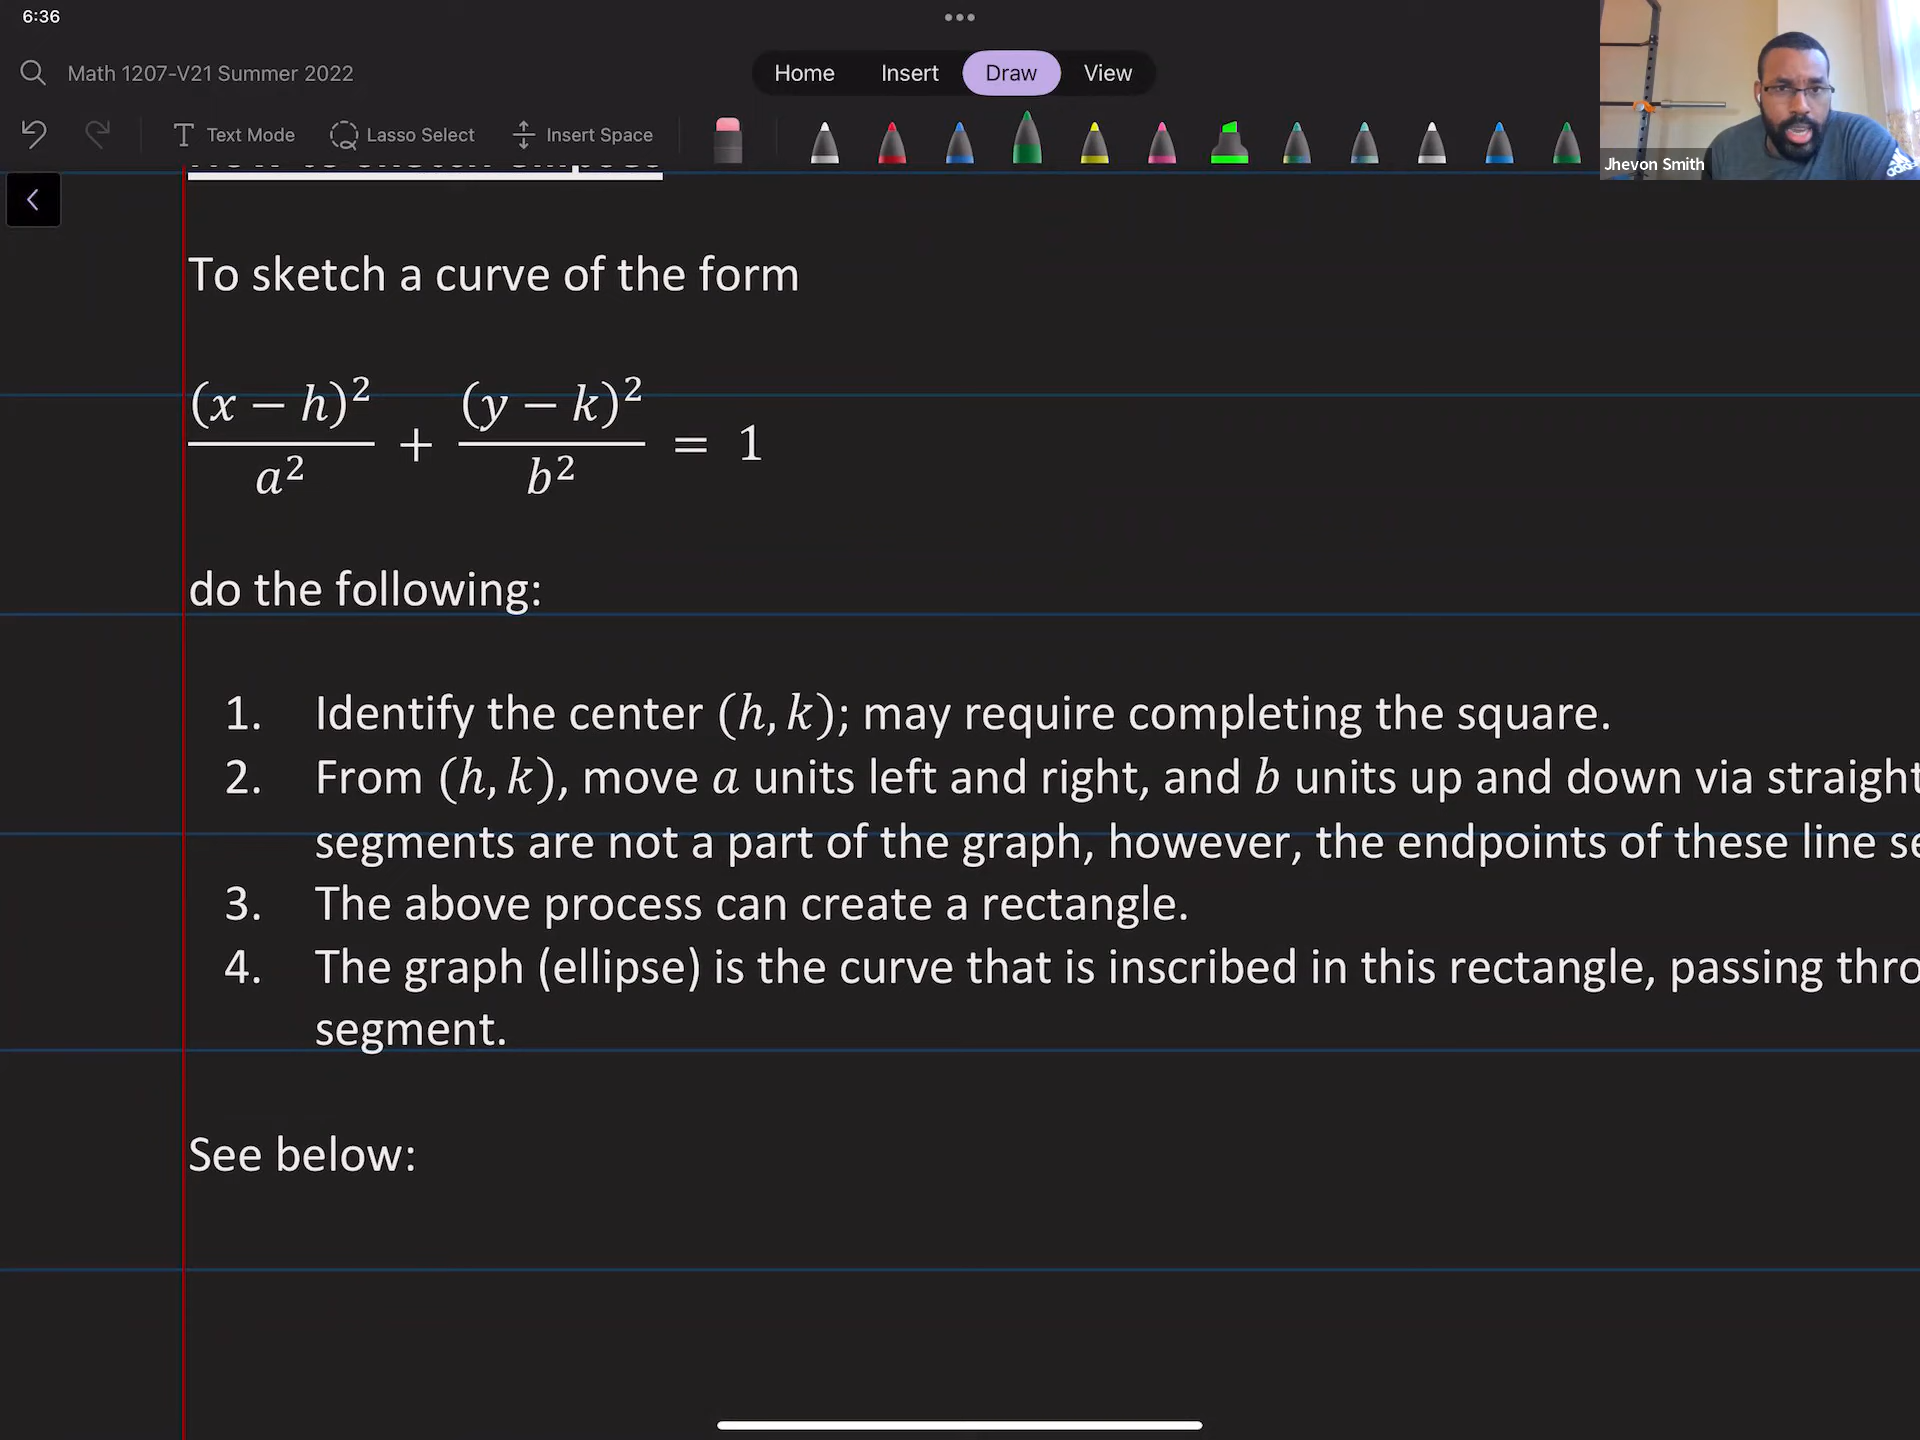 6:36
Math 1207-V21 Summer 2022
Home Insert Draw View
Text Mode Lasso Select Insert Space
Jhevon Smith
To sketch a curve of the form
(x − h)² / a² + (y − k)² / b² = 1
do the following:
1. Identify the center (h, k); may require completing the square.
2. From (h, k), move a units left and right, and b units up and down via straight
segments are not a part of the graph, however, the endpoints of these line se
3. The above process can create a rectangle.
4. The graph (ellipse) is the curve that is inscribed in this rectangle, passing thro
segment.
See below: